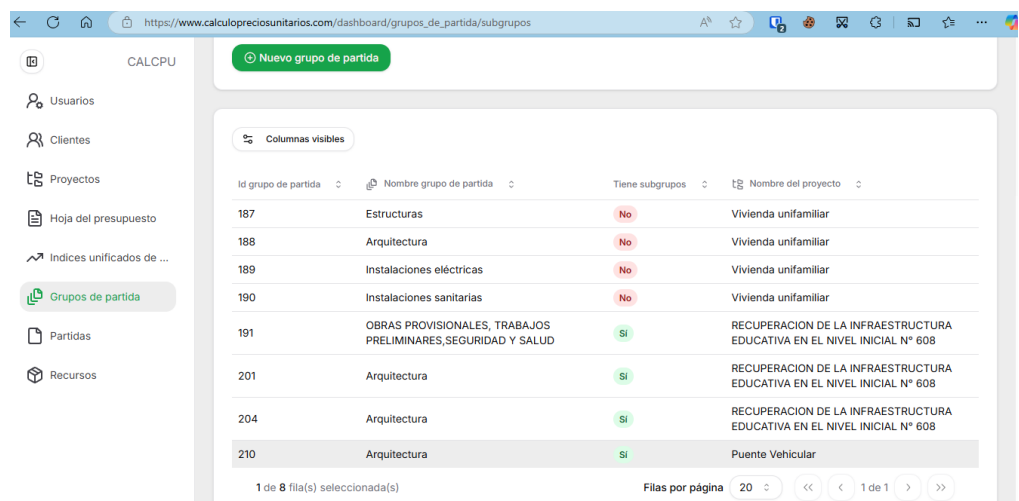 https://www.calculopreciosunitarios.com/dashboard/grupos_de_partida/subgrupos
2
CALCPU
Nuevo grupo de partida
Usuarios
Clientes
Proyectos
Hoja del presupuesto
Indices unificados de ...
Grupos de partida
Partidas
Recursos
Columnas visibles
Id grupo de partida Nombre grupo de partida Tiene subgrupos Nombre del proyecto
187 Estructuras No Vivienda unifamiliar
188 Arquitectura No Vivienda unifamiliar
189 Instalaciones eléctricas No Vivienda unifamiliar
190 Instalaciones sanitarias No Vivienda unifamiliar
191 OBRAS PROVISIONALES, TRABAJOS PRELIMINARES,SEGURIDAD Y SALUD Sí RECUPERACION DE LA INFRAESTRUCTURA EDUCATIVA EN EL NIVEL INICIAL N° 608
201 Arquitectura Sí RECUPERACION DE LA INFRAESTRUCTURA EDUCATIVA EN EL NIVEL INICIAL N° 608
204 Arquitectura Sí RECUPERACION DE LA INFRAESTRUCTURA EDUCATIVA EN EL NIVEL INICIAL N° 608
210 Arquitectura Sí Puente Vehicular
1 de 8 fila(s) seleccionada(s) Filas por página 20 << < 1 de 1 > >>